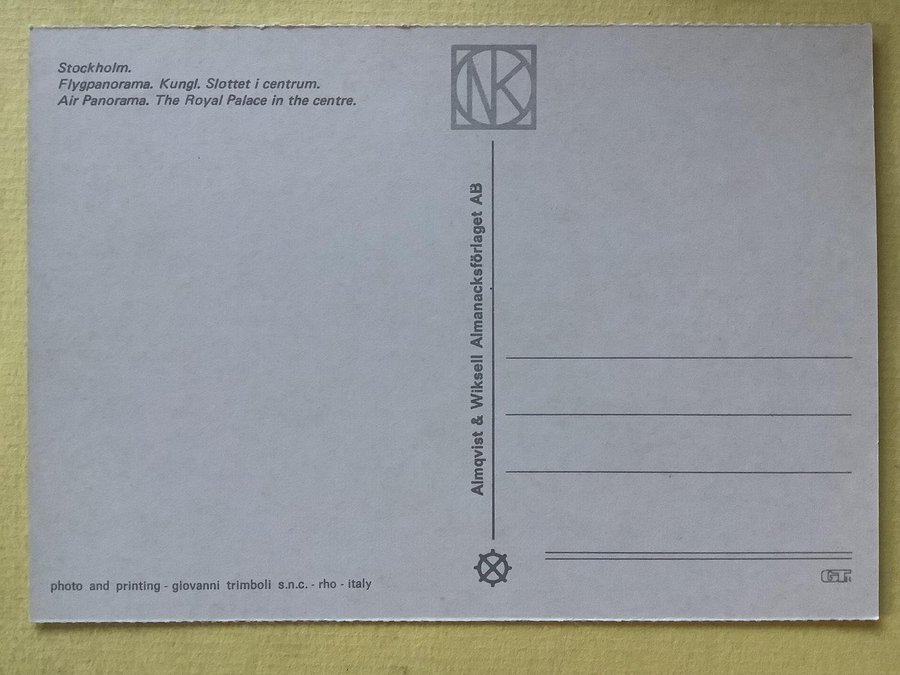 Stockholm.
Flygpanorama. Kungl. Slottet i centrum.
Air Panorama. The Royal Palace in the centre.
NK
Almqvist & Wiksell Almanacksförlaget AB
photo and printing - giovanni trimboli s.n.c. - rho - italy